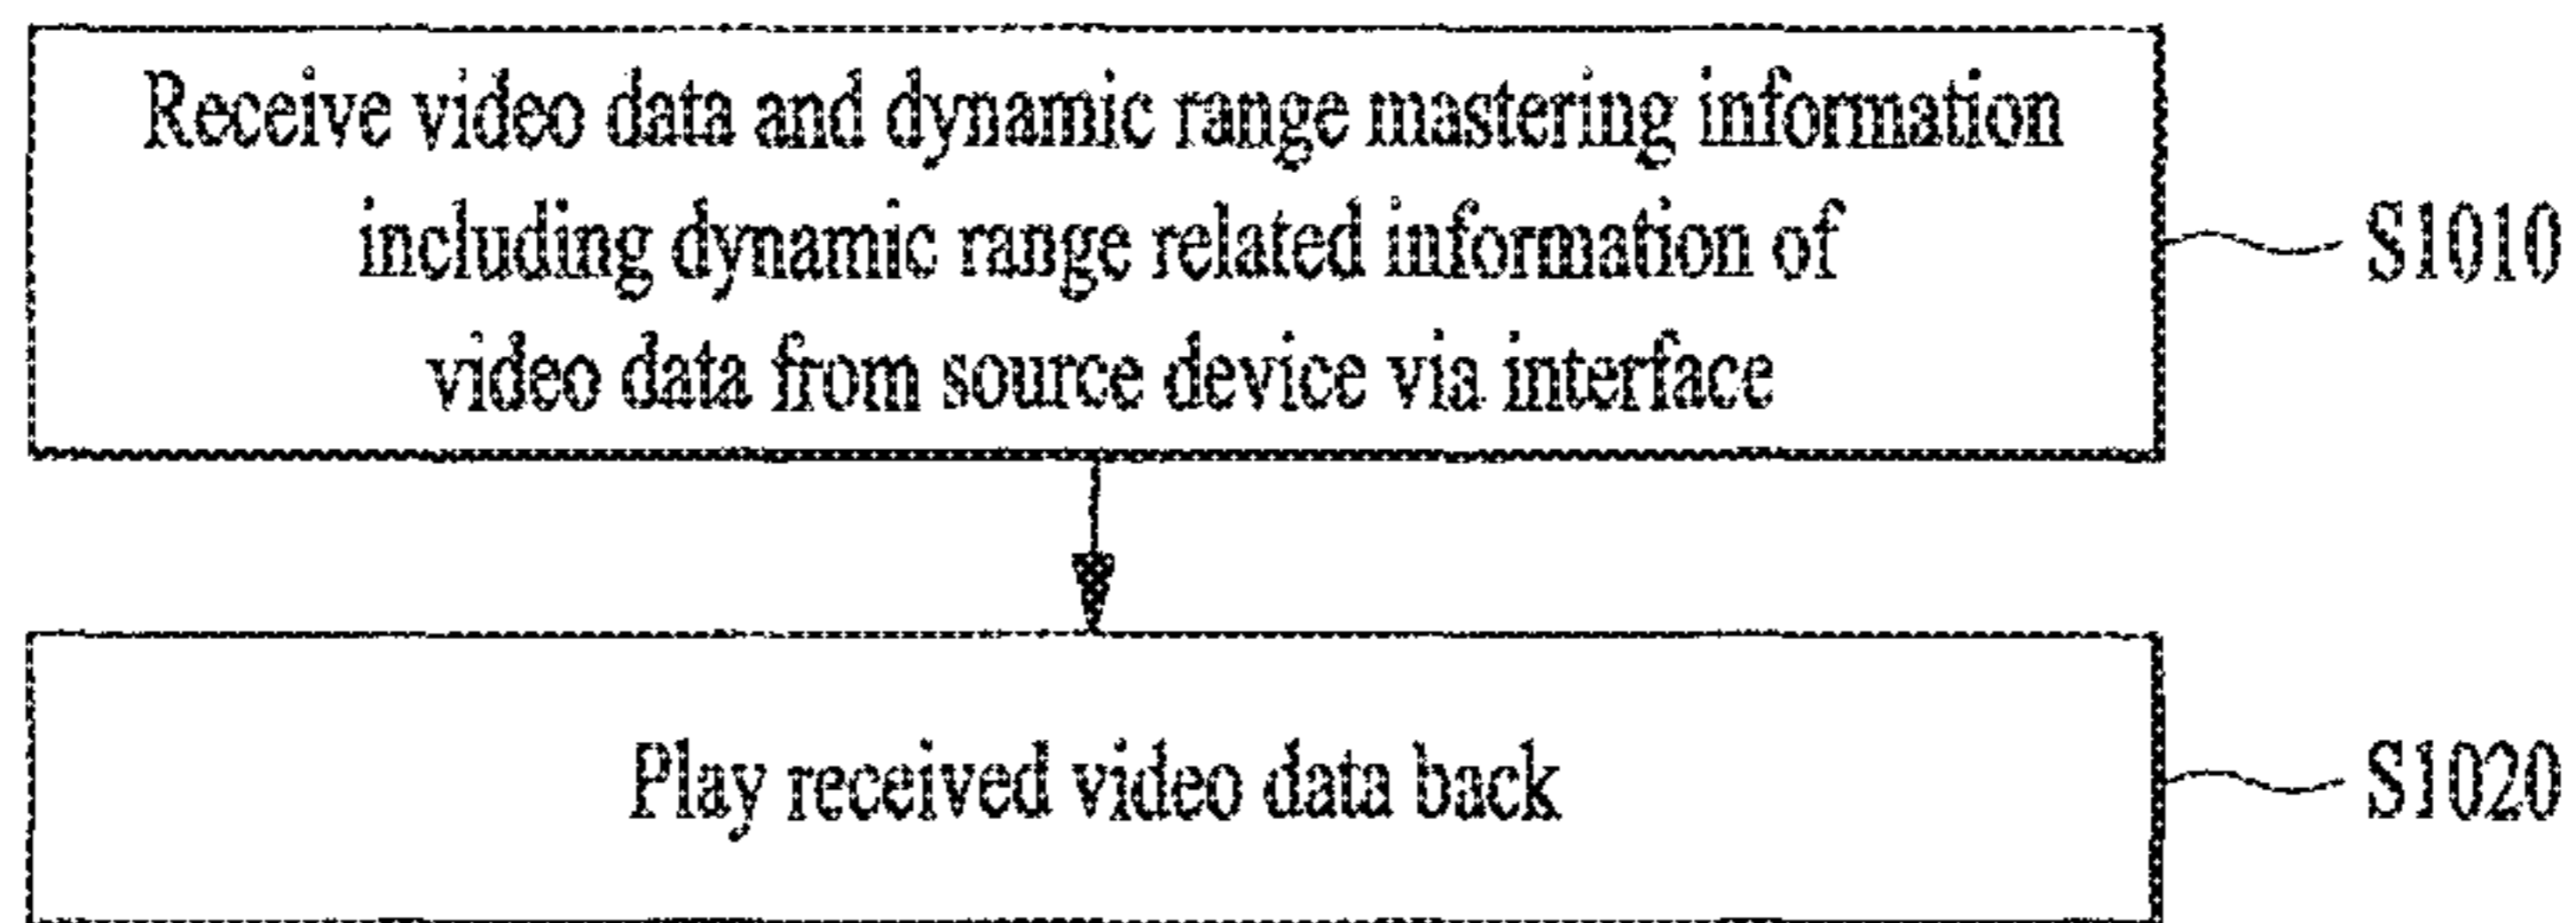 Receive video data and dynamic range mastering information
including dynamic range related information of
video data from source device via interface
S1010
Play received video data back
S1020